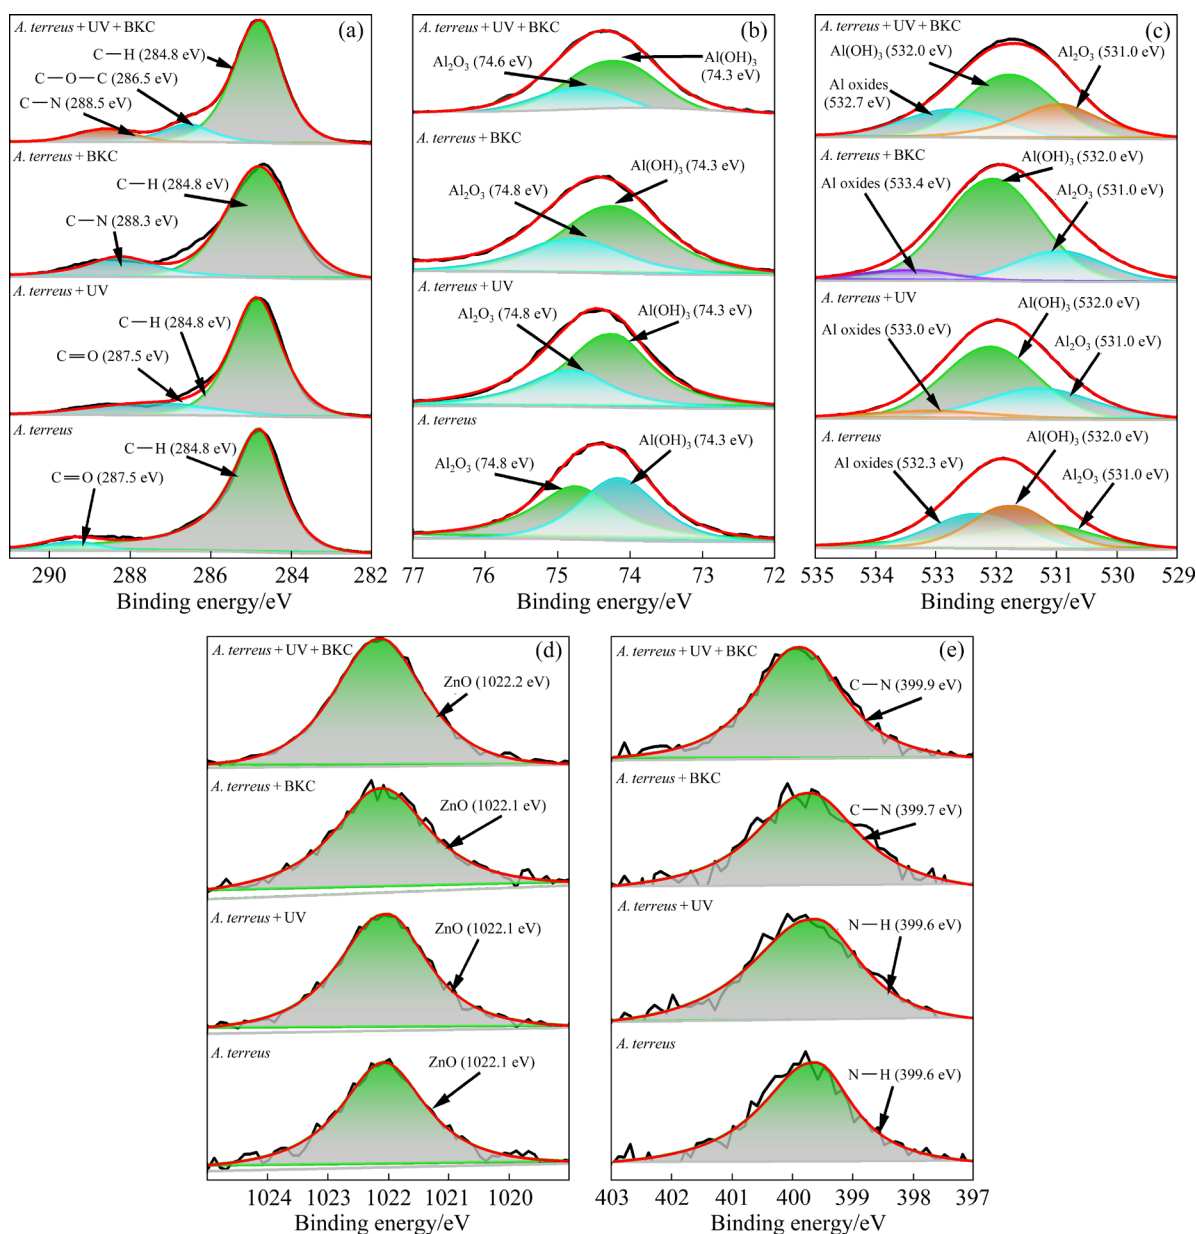 A. terreus + UV + BKC
(a)
C—H (284.8 eV)
C—O—C (286.5 eV)
C—N (288.5 eV)
A. terreus + BKC
C—H (284.8 eV)
C—N (288.3 eV)
A. terreus + UV
C—H (284.8 eV)
C=O (287.5 eV)
A. terreus
C—H (284.8 eV)
C=O (287.5 eV)
290 288 286 284 282
Binding energy/eV
A. terreus + UV + BKC
(b)
Al₂O₃ (74.6 eV)
Al(OH)₃
(74.3 eV)
A. terreus + BKC
Al(OH)₃ (74.3 eV)
Al₂O₃ (74.8 eV)
A. terreus + UV
Al₂O₃ (74.8 eV)
Al(OH)₃ (74.3 eV)
A. terreus
Al(OH)₃ (74.3 eV)
Al₂O₃ (74.8 eV)
77 76 75 74 73 72
Binding energy/eV
A. terreus + UV + BKC
(c)
Al(OH)₃ (532.0 eV)
Al₂O₃ (531.0 eV)
Al oxides
(532.7 eV)
A. terreus + BKC
Al(OH)₃ (532.0 eV)
Al oxides (533.4 eV)
Al₂O₃ (531.0 eV)
A. terreus + UV
Al(OH)₃ (532.0 eV)
Al oxides (533.0 eV)
Al₂O₃ (531.0 eV)
A. terreus
Al(OH)₃ (532.0 eV)
Al oxides (532.3 eV)
Al₂O₃ (531.0 eV)
535 534 533 532 531 530 529
Binding energy/eV
A. terreus + UV + BKC
(d)
ZnO (1022.2 eV)
A. terreus + BKC
ZnO (1022.1 eV)
A. terreus + UV
ZnO (1022.1 eV)
A. terreus
ZnO (1022.1 eV)
1024 1023 1022 1021 1020
Binding energy/eV
A. terreus + UV + BKC
(e)
C—N (399.9 eV)
A. terreus + BKC
C—N (399.7 eV)
A. terreus + UV
N—H (399.6 eV)
A. terreus
N—H (399.6 eV)
403 402 401 400 399 398 397
Binding energy/eV